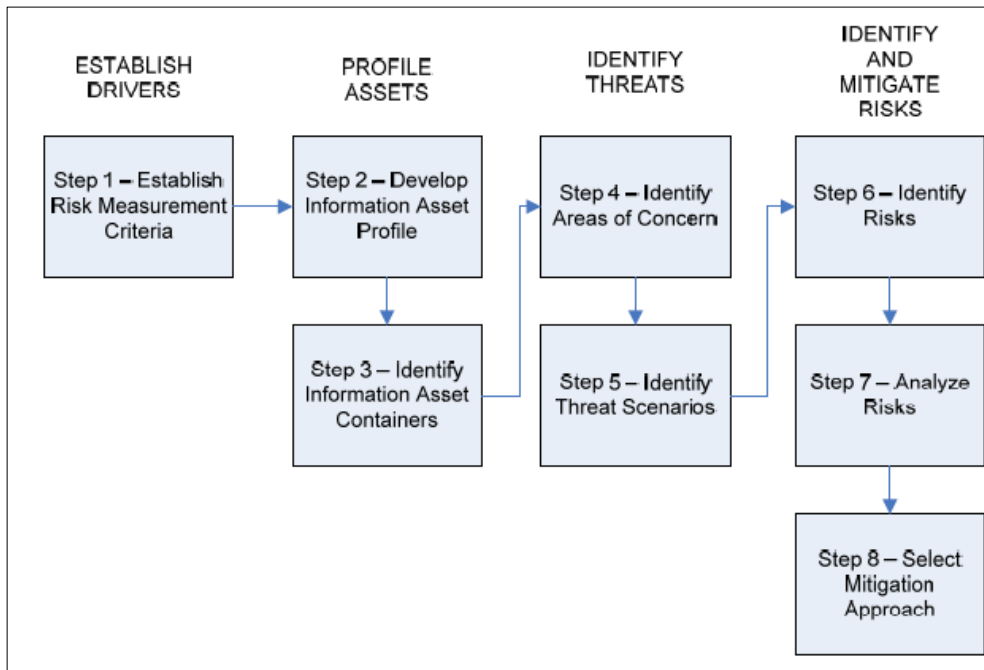 ESTABLISH
DRIVERS
PROFILE
ASSETS
IDENTIFY
THREATS
IDENTIFY
AND
MITIGATE
RISKS
Step 1 – Establish
Risk Measurement
Criteria
Step 2 – Develop
Information Asset
Profile
Step 3 – Identify
Information Asset
Containers
Step 4 – Identify
Areas of Concern
Step 5 – Identify
Threat Scenarios
Step 6 – Identify
Risks
Step 7 – Analyze
Risks
Step 8 – Select
Mitigation
Approach